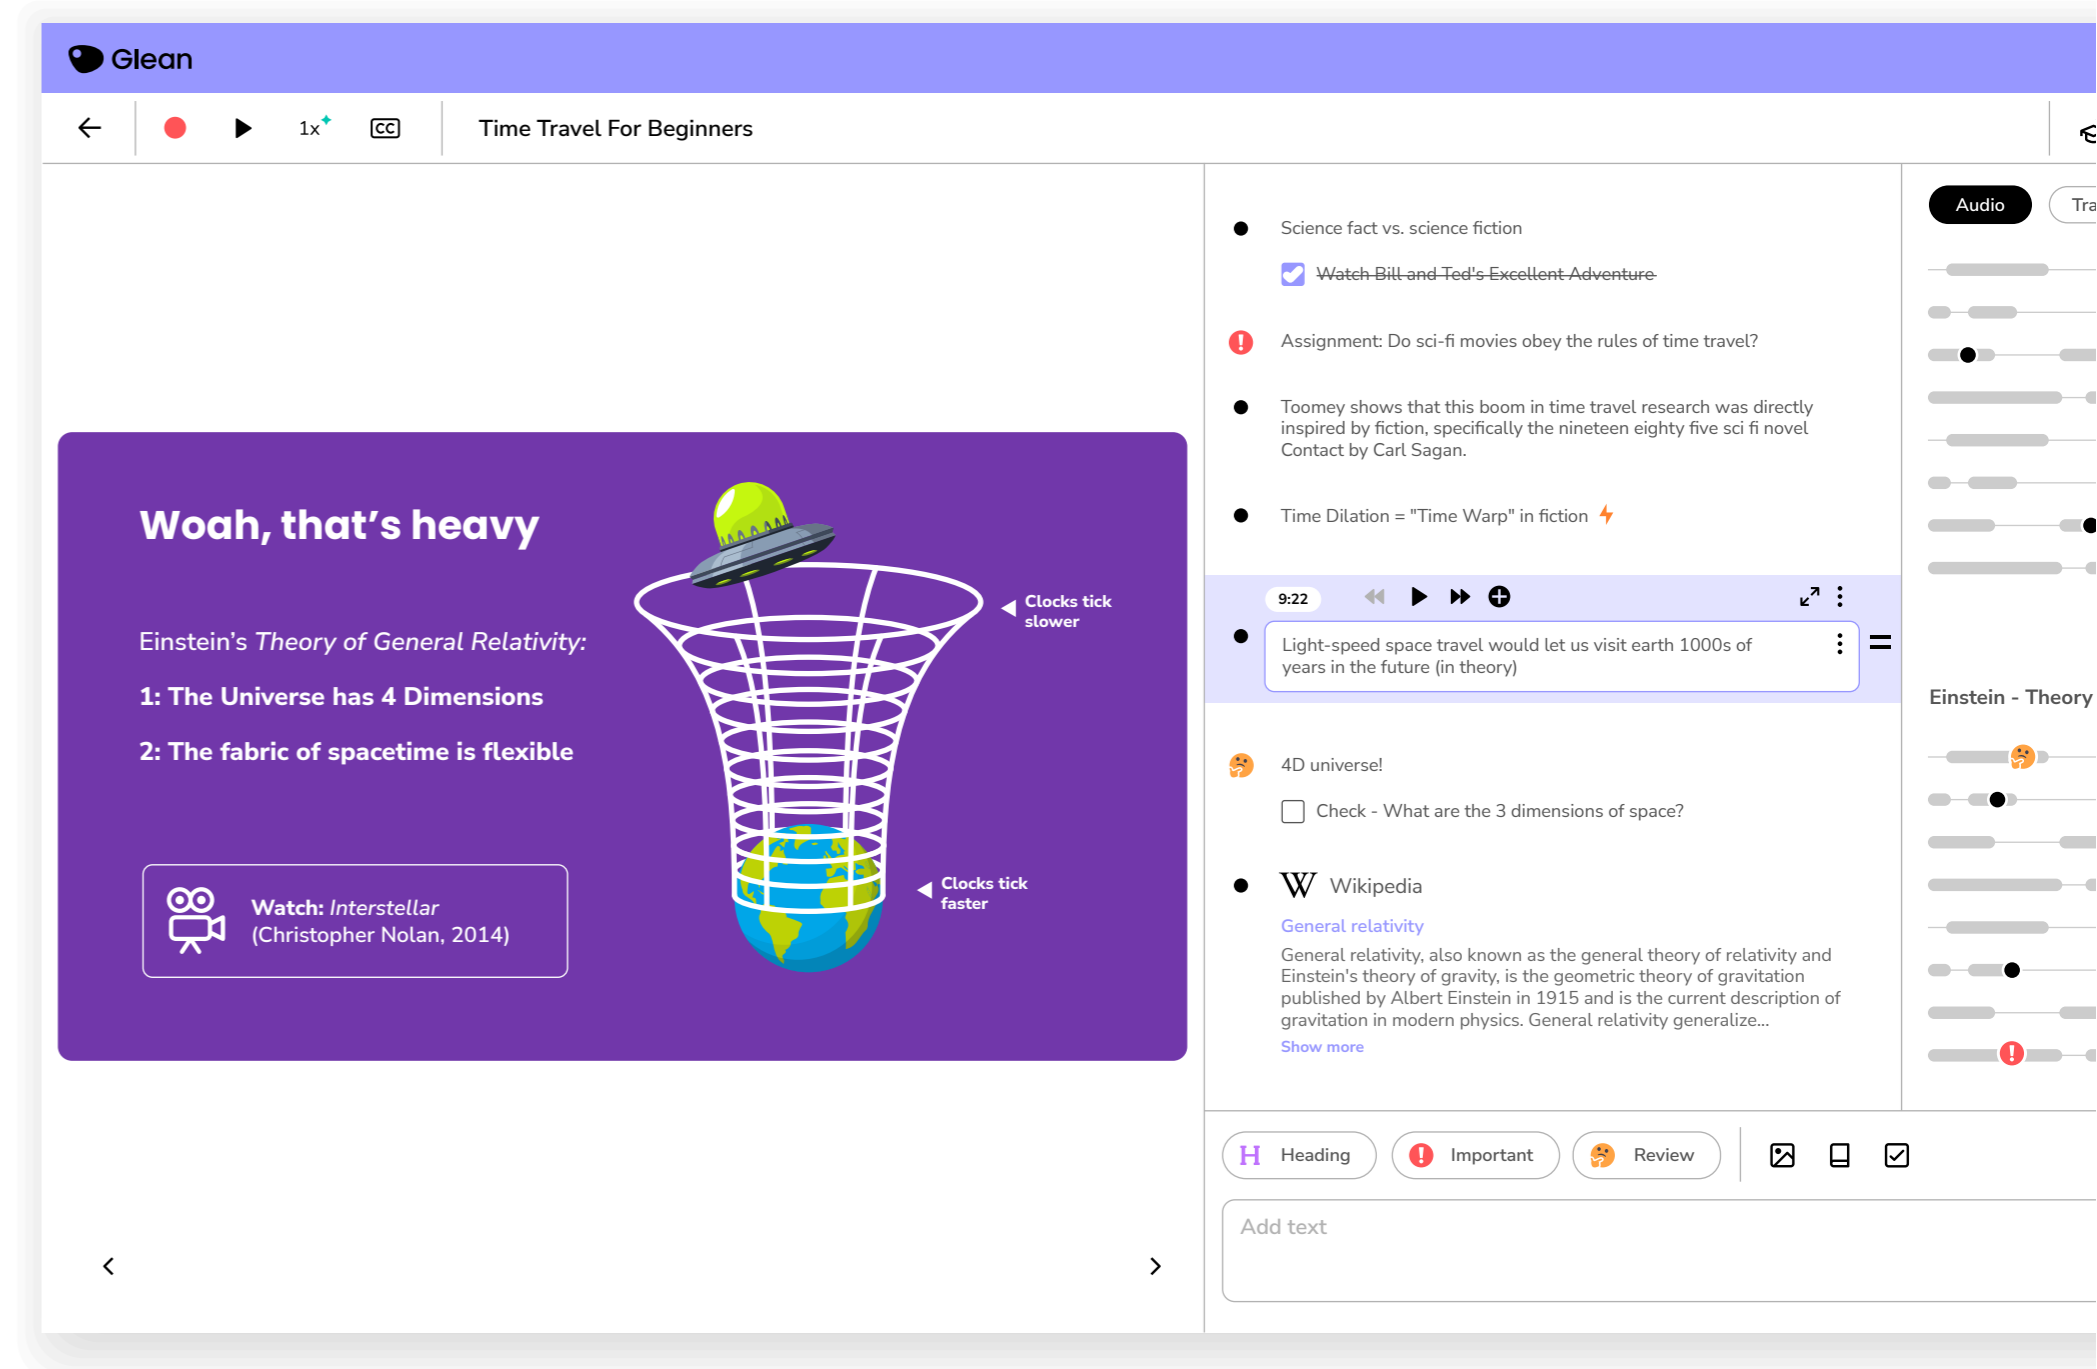 Glean
1x
CC
Time Travel For Beginners
Woah, that's heavy
Einstein's Theory of General Relativity:
1: The Universe has 4 Dimensions
2: The fabric of spacetime is flexible
Watch: Interstellar
(Christopher Nolan, 2014)
Clocks tick
slower
Clocks tick
faster
Science fact vs. science fiction
Watch Bill and Ted's Excellent Adventure
Assignment: Do sci-fi movies obey the rules of time travel?
Toomey shows that this boom in time travel research was directly
inspired by fiction, specifically the nineteen eighty five sci fi novel
Contact by Carl Sagan.
Time Dilation = "Time Warp" in fiction
9:22
Light-speed space travel would let us visit earth 1000s of
years in the future (in theory)
4D universe!
Check - What are the 3 dimensions of space?
W Wikipedia
General relativity
General relativity, also known as the general theory of relativity and
Einstein's theory of gravity, is the geometric theory of gravitation
published by Albert Einstein in 1915 and is the current description of
gravitation in modern physics. General relativity generalize...
Show more
H Heading
Important
Review
Add text
Audio
Tra
Einstein - Theory